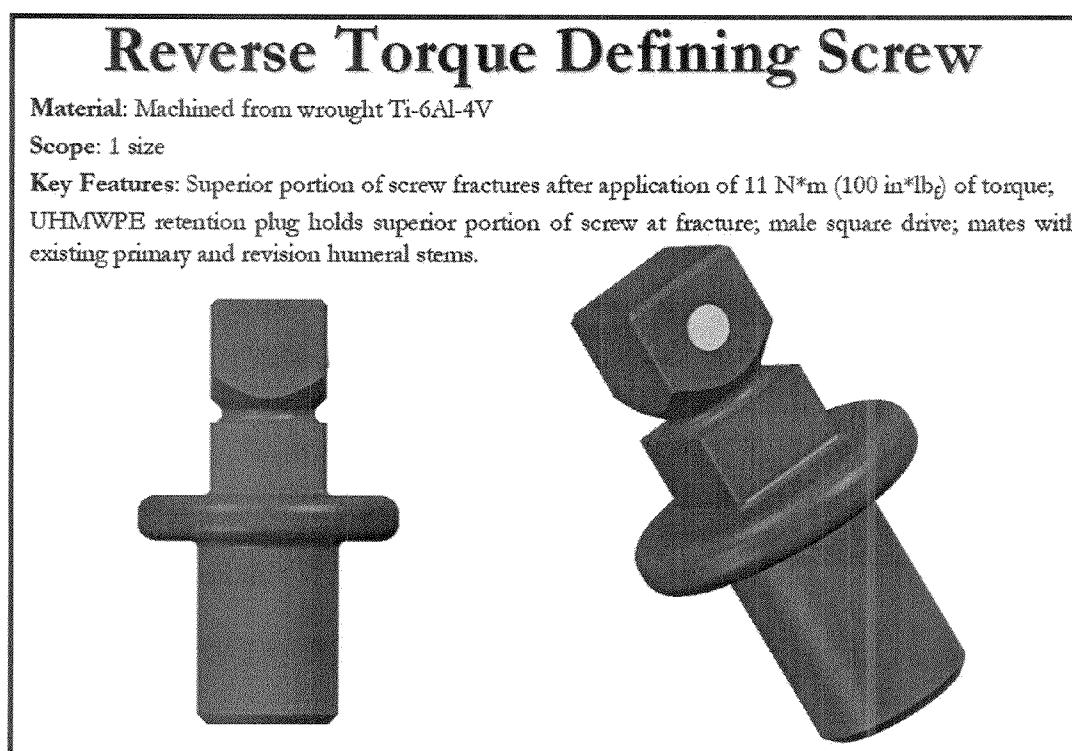 Reverse Torque Defining Screw
Material: Machined from wrought Ti-6Al-4V
Scope: 1 size
Key Features: Superior portion of screw fractures after application of 11 N*m (100 in*lbf) of torque;
UHMWPE retention plug holds superior portion of screw at fracture; male square drive; mates with
existing primary and revision humeral stems.